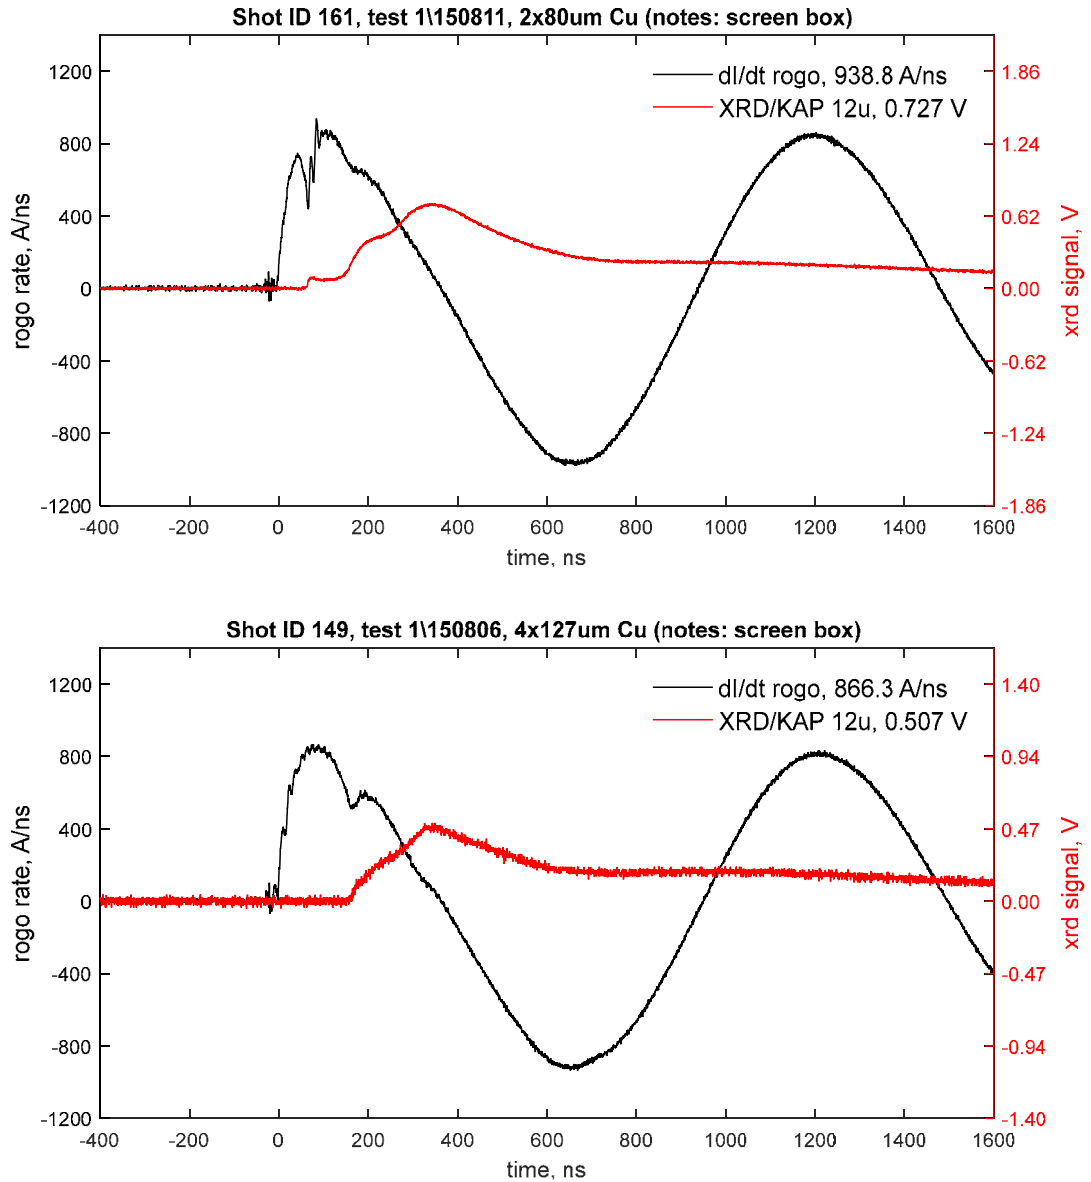 Shot ID 161, test 1\150811, 2x80um Cu (notes: screen box)
dI/dt rogo, 938.8 A/ns
XRD/KAP 12u, 0.727 V
rogo rate, A/ns
1200
800
400
0
-400
-800
-1200
xrd signal, V
1.86
1.24
0.62
0.00
-0.62
-1.24
-1.86
-400 -200 0 200 400 600 800 1000 1200 1400 1600
time, ns
Shot ID 149, test 1\150806, 4x127um Cu (notes: screen box)
dI/dt rogo, 866.3 A/ns
XRD/KAP 12u, 0.507 V
rogo rate, A/ns
1200
800
400
0
-400
-800
-1200
xrd signal, V
1.40
0.94
0.47
0.00
-0.47
-0.94
-1.40
-400 -200 0 200 400 600 800 1000 1200 1400 1600
time, ns